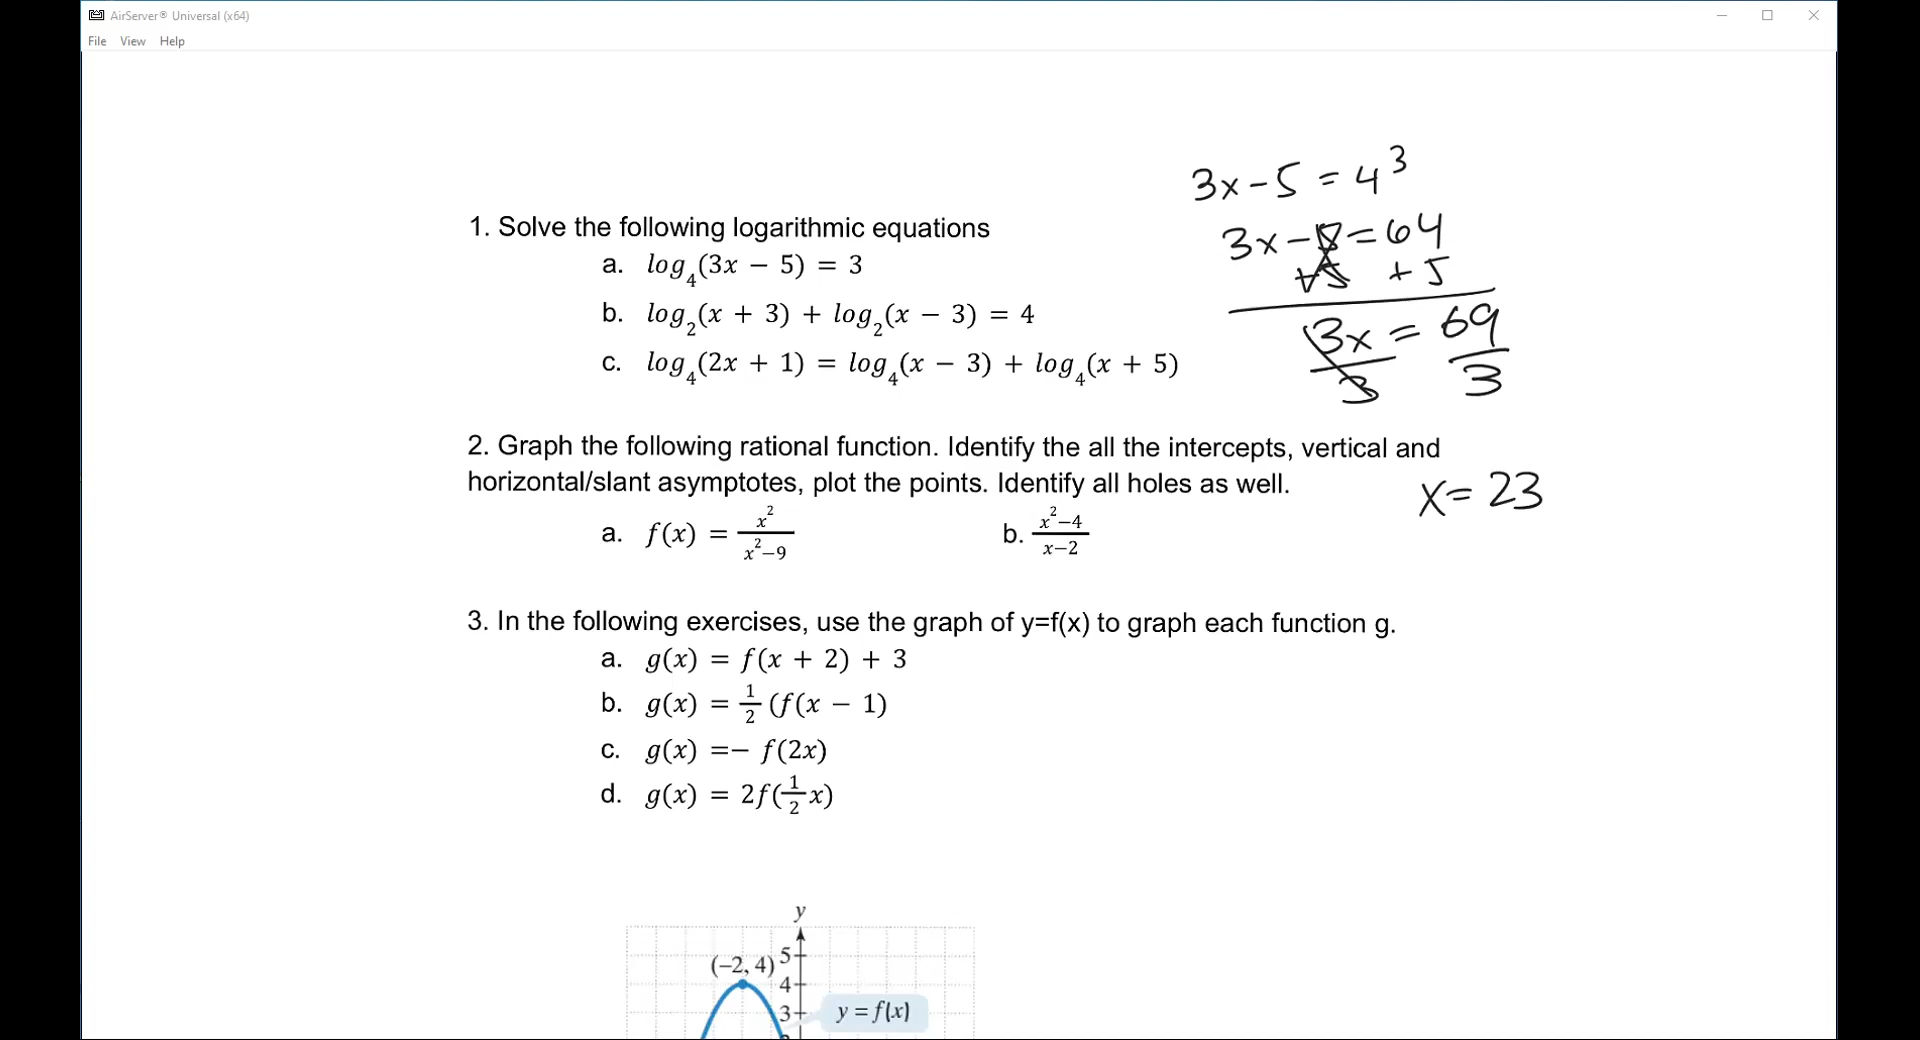 AirServer® Universal (x64)
File View Help
3x-5 = 4³
3x-5=64
+5 +5
3x = 69
3 3
x= 23
1. Solve the following logarithmic equations
a. log₄(3x − 5) = 3
b. log₂(x + 3) + log₂(x − 3) = 4
c. log₄(2x + 1) = log₄(x − 3) + log₄(x + 5)
2. Graph the following rational function. Identify the all the intercepts, vertical and
horizontal/slant asymptotes, plot the points. Identify all holes as well.
a. f(x) = x²/(x²−9) b. (x²−4)/(x−2)
3. In the following exercises, use the graph of y=f(x) to graph each function g.
a. g(x) = f(x + 2) + 3
b. g(x) = 1/2 (f(x − 1)
c. g(x) =− f(2x)
d. g(x) = 2f(1/2 x)
y
(−2, 4) 5
4
3 y = f(x)